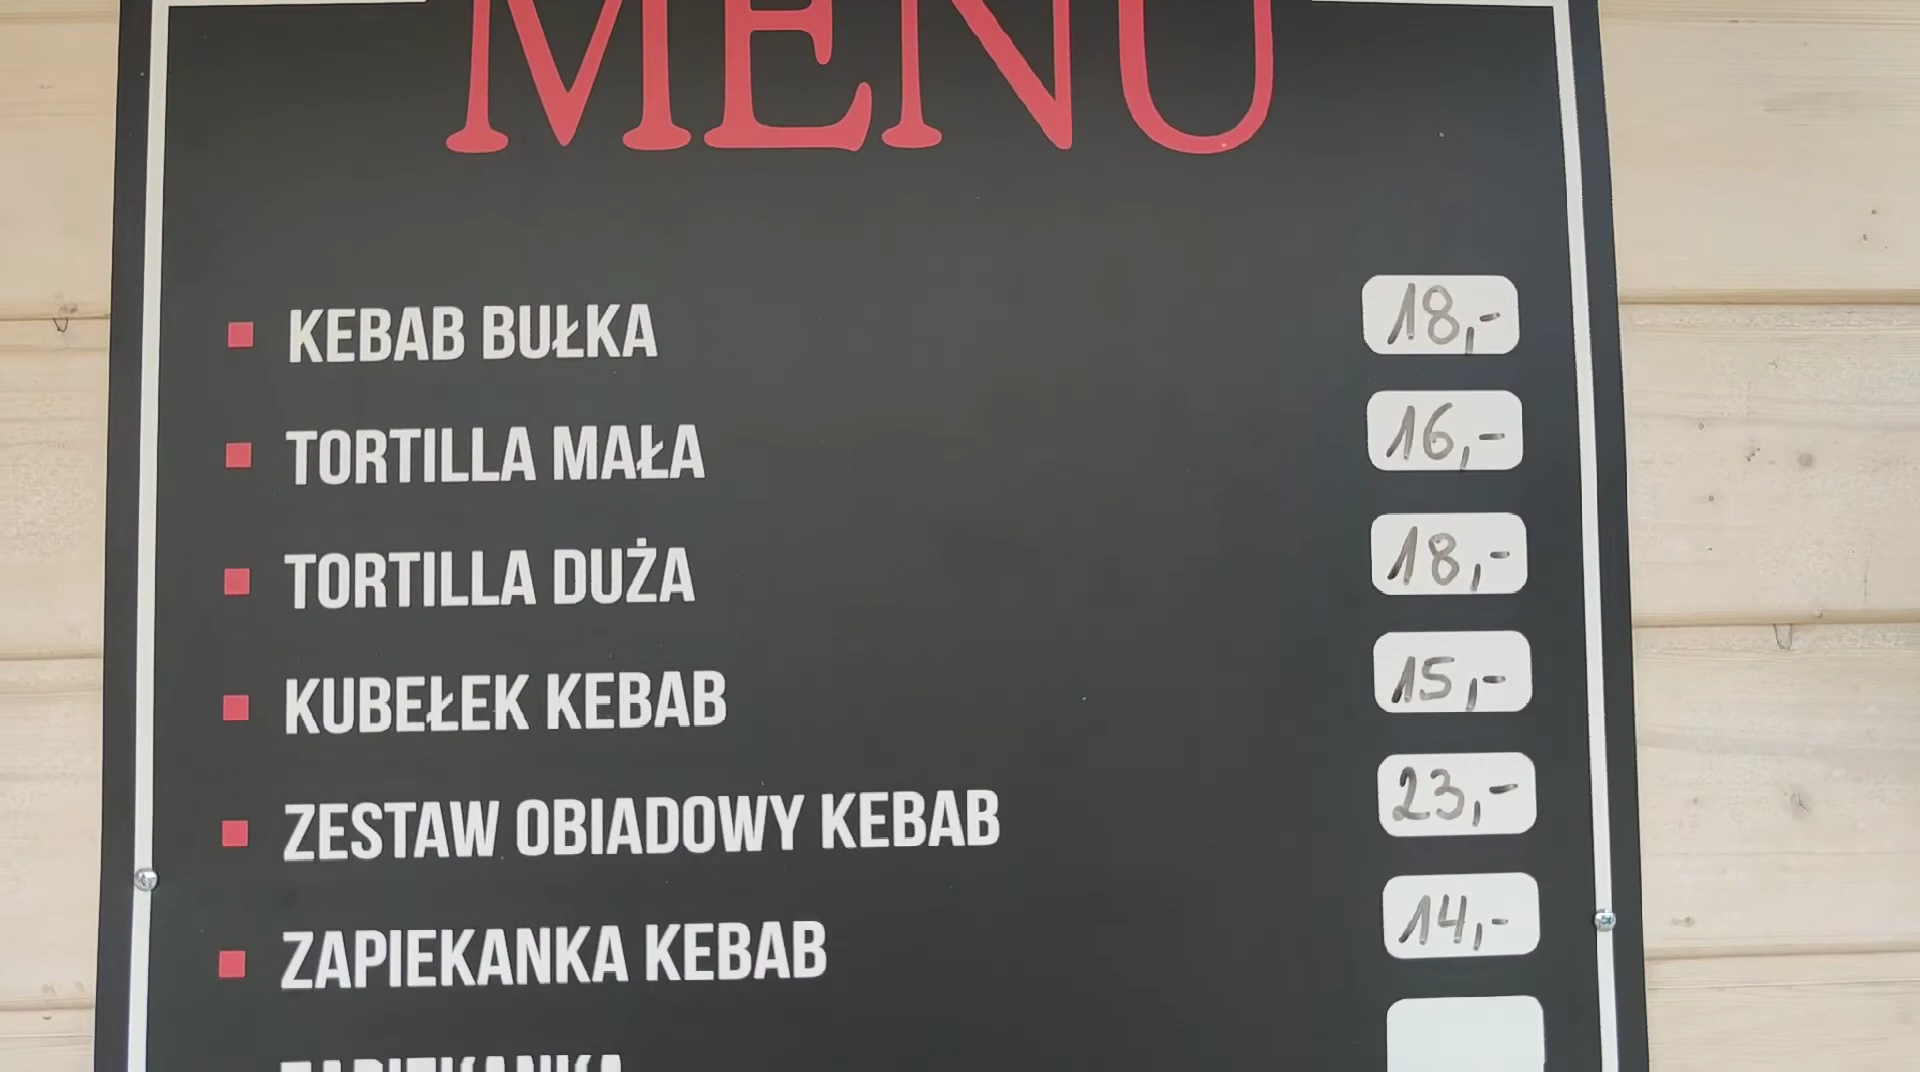 MENU
KEBAB BUŁKA 18,-
TORTILLA MAŁA 16,-
TORTILLA DUŻA 18,-
KUBEŁEK KEBAB 15,-
ZESTAW OBIADOWY KEBAB 23,-
ZAPIEKANKA KEBAB 14,-
ZAPIEKANKA